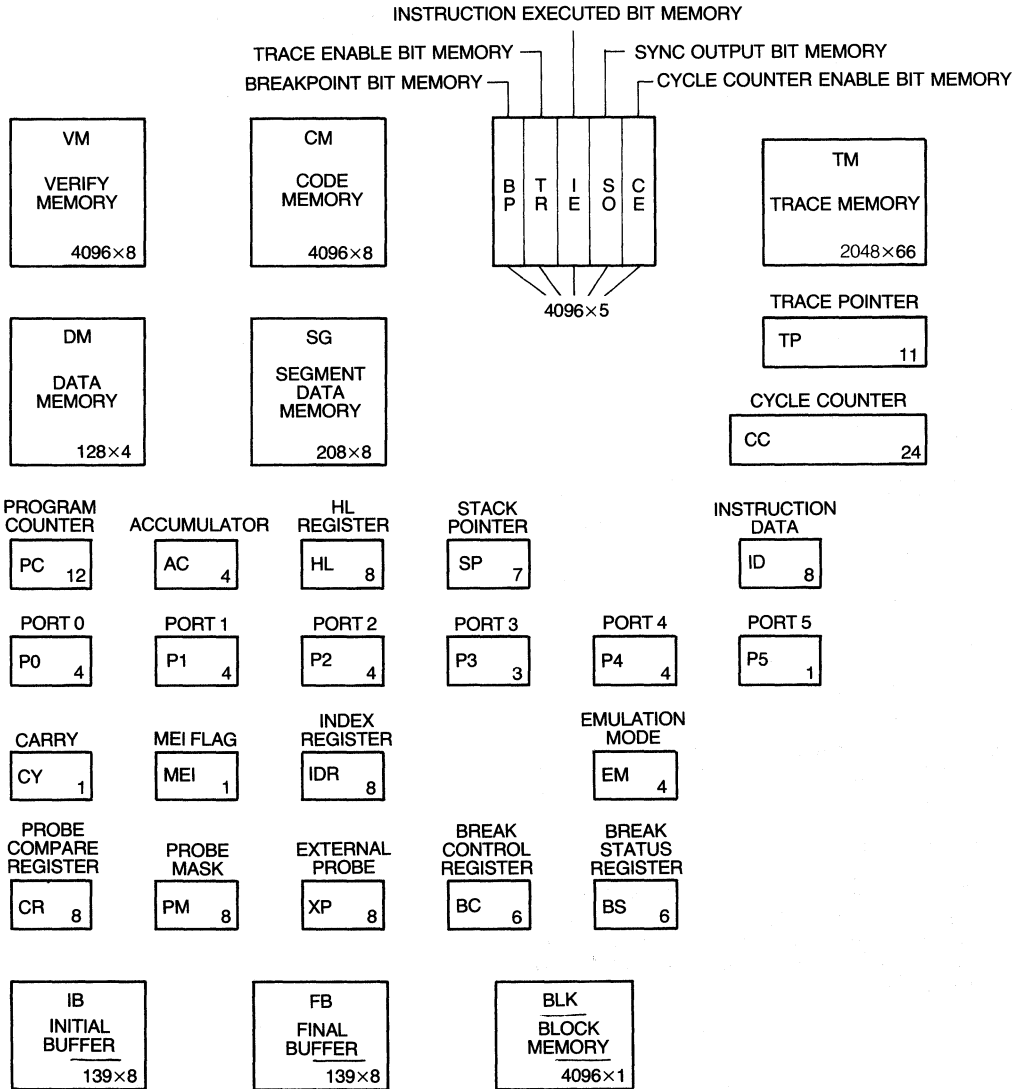 INSTRUCTION EXECUTED BIT MEMORY
TRACE ENABLE BIT MEMORY
SYNC OUTPUT BIT MEMORY
BREAKPOINT BIT MEMORY
CYCLE COUNTER ENABLE BIT MEMORY
VM
VERIFY
MEMORY
4096×8
CM
CODE
MEMORY
4096×8
BP
TR
IE
SO
CE
4096×5
TM
TRACE MEMORY
2048×66
TRACE POINTER
TP
11
DM
DATA
MEMORY
128×4
SG
SEGMENT
DATA
MEMORY
208×8
CYCLE COUNTER
CC
24
PROGRAM
COUNTER
PC 12
ACCUMULATOR
AC 4
HL
REGISTER
HL 8
STACK
POINTER
SP 7
INSTRUCTION
DATA
ID 8
PORT 0
P0 4
PORT 1
P1 4
PORT 2
P2 4
PORT 3
P3 3
PORT 4
P4 4
PORT 5
P5 1
CARRY
CY 1
MEI FLAG
MEI 1
INDEX
REGISTER
IDR 8
EMULATION
MODE
EM 4
PROBE
COMPARE
REGISTER
CR 8
PROBE
MASK
PM 8
EXTERNAL
PROBE
XP 8
BREAK
CONTROL
REGISTER
BC 6
BREAK
STATUS
REGISTER
BS 6
IB
INITIAL
BUFFER
139×8
FB
FINAL
BUFFER
139×8
BLK
BLOCK
MEMORY
4096×1